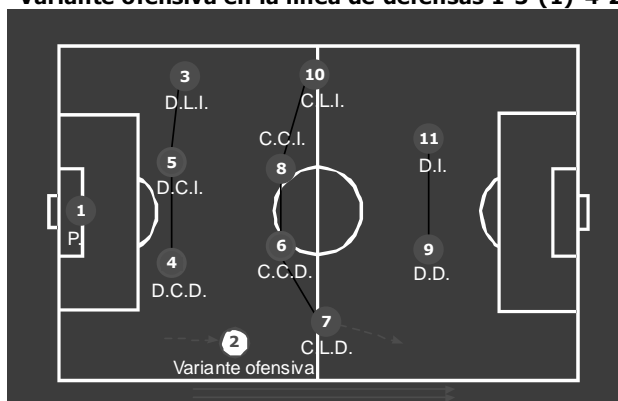 Variante ofensiva en la línea de defensas 1-3-(1)-4-2
3
D.L.I.
10
C.L.I.
C.C.I.
11
D.I.
5
D.C.I.
8
1
P.
6
C.C.D.
9
D.D.
4
D.C.D.
7
C.L.D.
2
Variante ofensiva